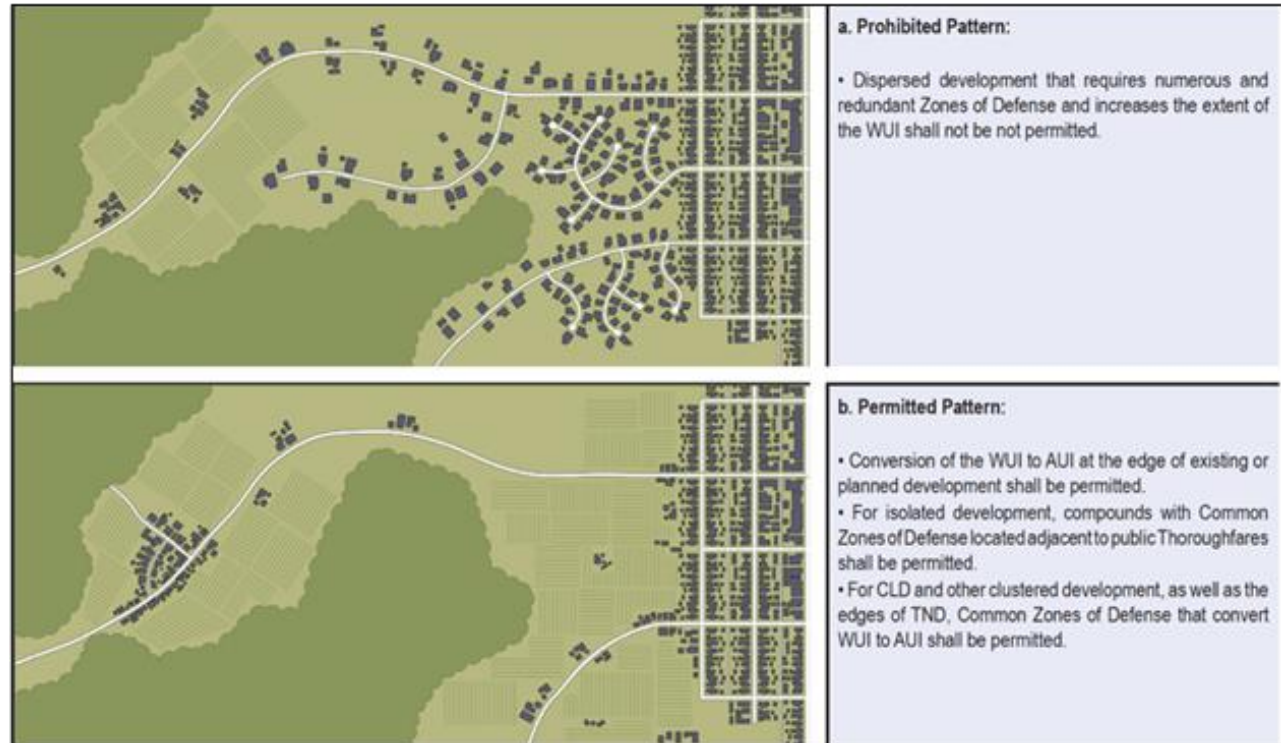 a. Prohibited Pattern:
• Dispersed development that requires numerous and
redundant Zones of Defense and increases the extent of
the WUI shall not be not permitted.
b. Permitted Pattern:
• Conversion of the WUI to AUI at the edge of existing or
planned development shall be permitted.
• For isolated development, compounds with Common
Zones of Defense located adjacent to public Thoroughfares
shall be permitted.
• For CLD and other clustered development, as well as the
edges of TND, Common Zones of Defense that convert
WUI to AUI shall be permitted.